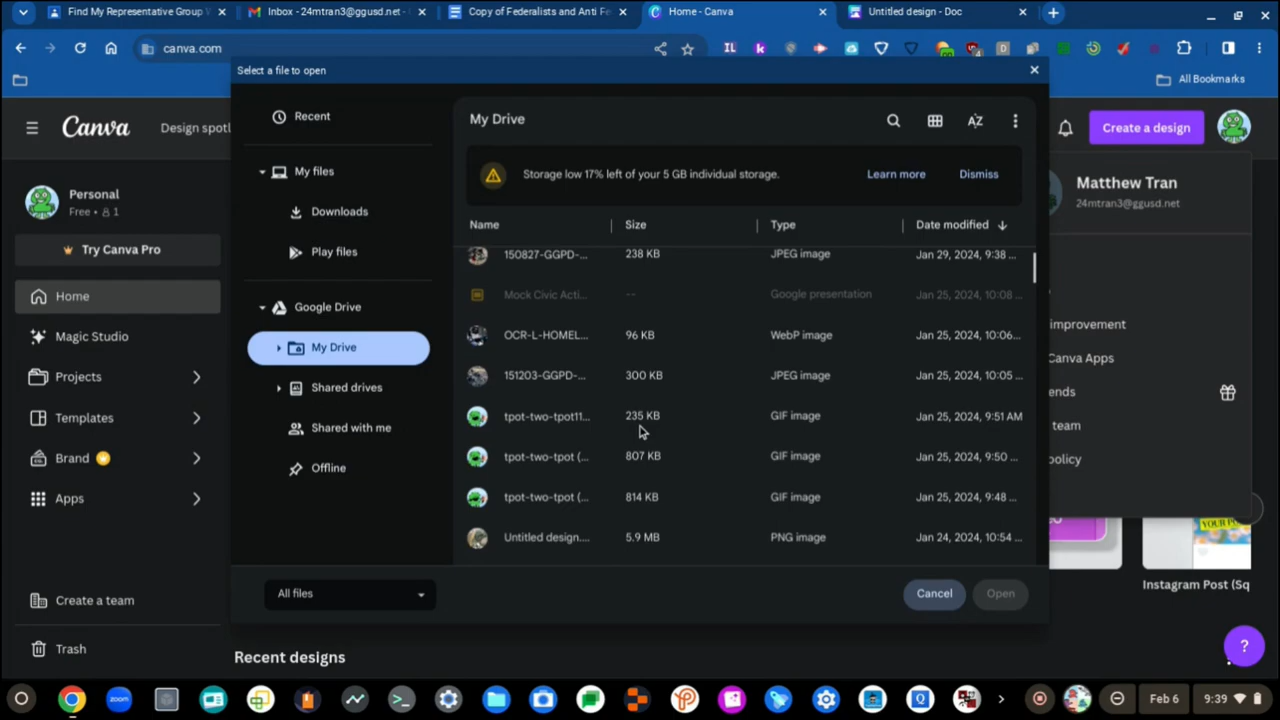 Find My Representative Group
Inbox - 24mtran3@ggusd.net -
Copy of Federalists and Anti Fe
Home - Canva
Untitled design - Doc
canva.com
All Bookmarks
Select a file to open
Canva
Design spotl
Create a design
Personal
Free • 1
Try Canva Pro
Home
Magic Studio
Projects
Templates
Brand
Apps
Create a team
Trash
Recent
My files
Downloads
Play files
Google Drive
My Drive
Shared drives
Shared with me
Offline
My Drive
Storage low 17% left of your 5 GB individual storage.
Learn more
Dismiss
Name Size Type Date modified
150827-GGPD-... 238 KB JPEG image Jan 29, 2024, 9:38 ...
Mock Civic Acti... -- Google presentation Jan 25, 2024, 10:08 ...
OCR-L-HOMEL... 96 KB WebP image Jan 25, 2024, 10:06...
151203-GGPD-... 300 KB JPEG image Jan 25, 2024, 10:05 ...
tpot-two-tpot11... 235 KB GIF image Jan 25, 2024, 9:51 AM
tpot-two-tpot (... 807 KB GIF image Jan 25, 2024, 9:50 ...
tpot-two-tpot (... 814 KB GIF image Jan 25, 2024, 9:48 ...
Untitled design.... 5.9 MB PNG image Jan 24, 2024, 10:54 ...
All files
Cancel
Open
Matthew Tran
24mtran3@ggusd.net
improvement
Canva Apps
ends
team
policy
YOUR PO
Instagram Post (Sq
Recent designs
?
zoom
Feb 6
9:39